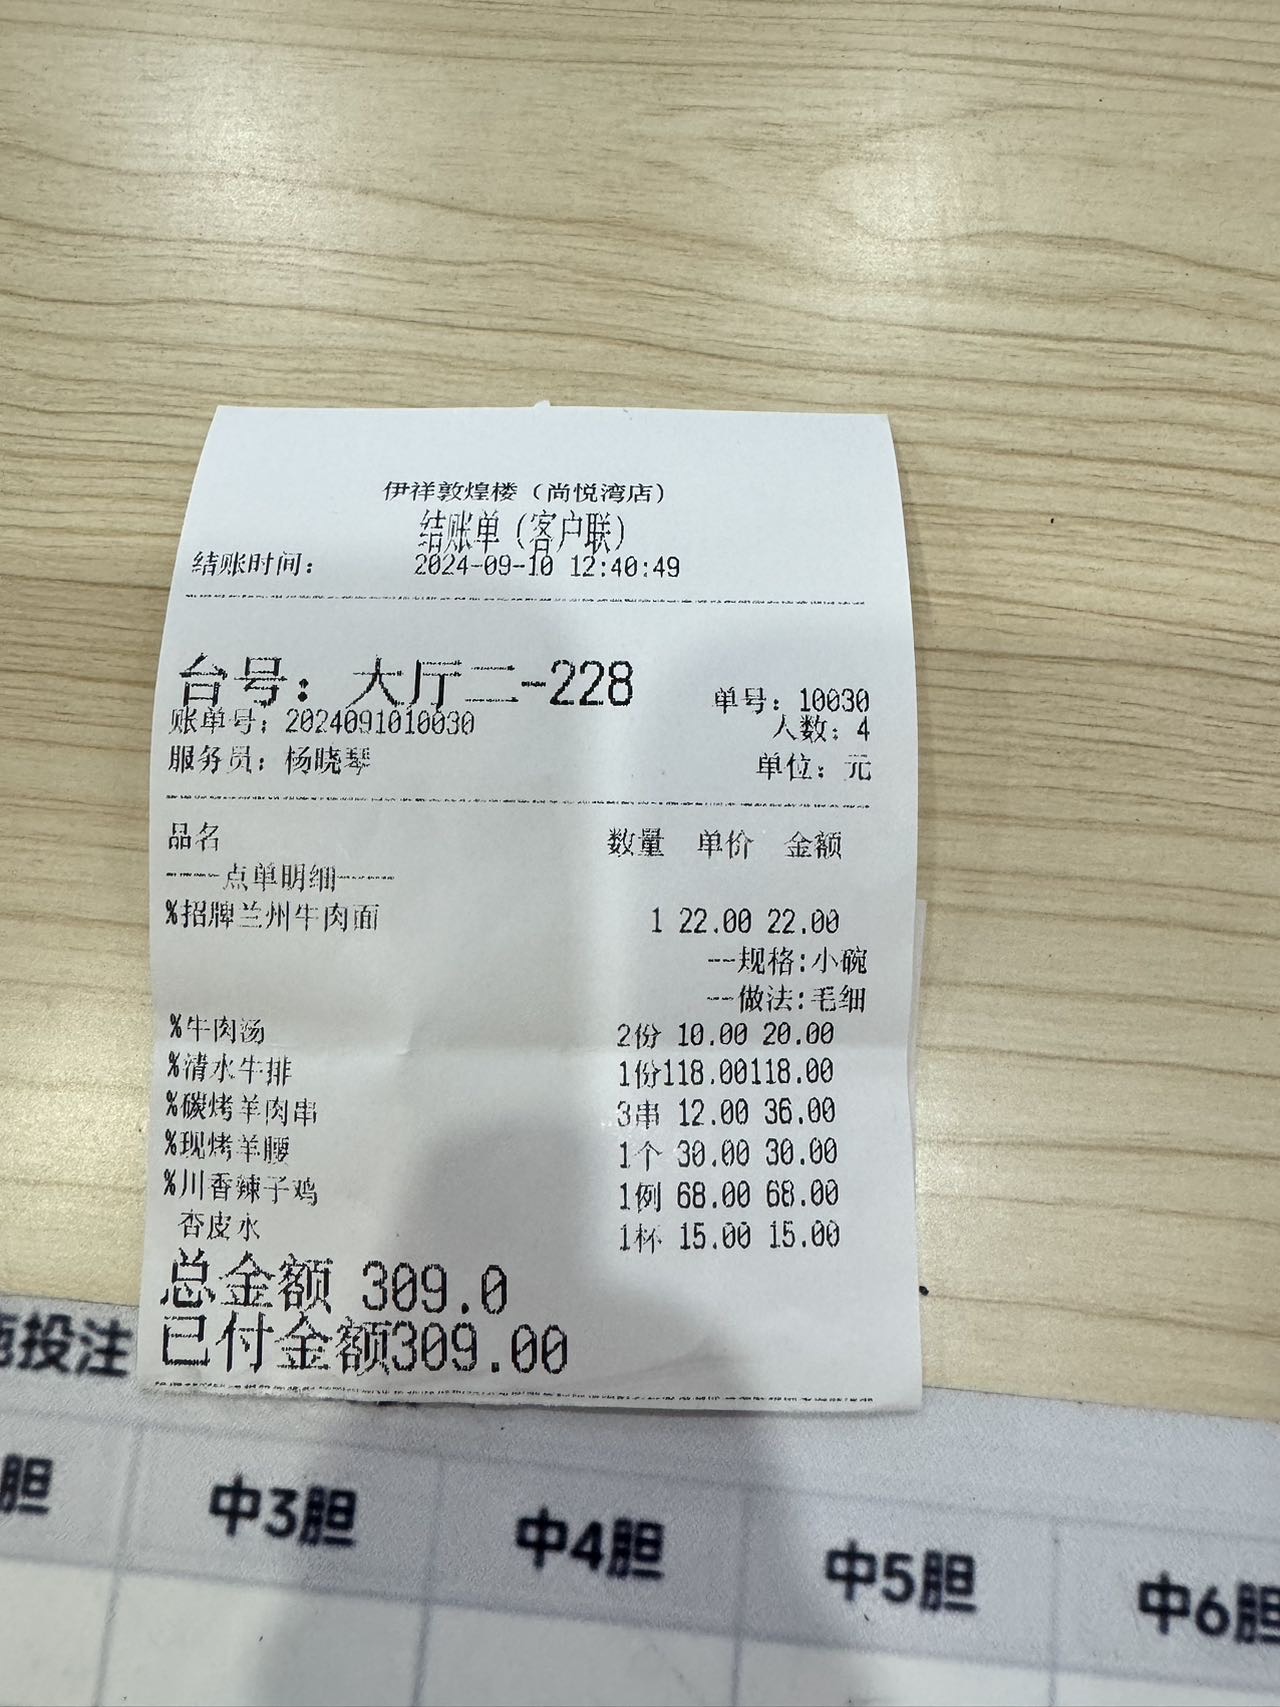 伊祥敦煌楼（尚悦湾店）
结账单（客户联）
结账时间： 2024-09-10 12:40:49
台号： 大厅二-228 单号：10030
账单号：2024091010030 人数：4
服务员：杨晓琴 单位：元
品名 数量 单价 金额
点单明细
%招牌兰州牛肉面 1 22.00 22.00
--规格:小碗
--做法:毛细
%牛肉汤 2份 10.00 20.00
%清水牛排 1份118.00118.00
%碳烤羊肉串 3串 12.00 36.00
%现烤羊腰 1个 30.00 30.00
%川香辣子鸡 1例 68.00 68.00
杏皮水 1杯 15.00 15.00
总金额 309.0
已付金额309.00
投注
胆 中3胆 中4胆 中5胆 中6胆